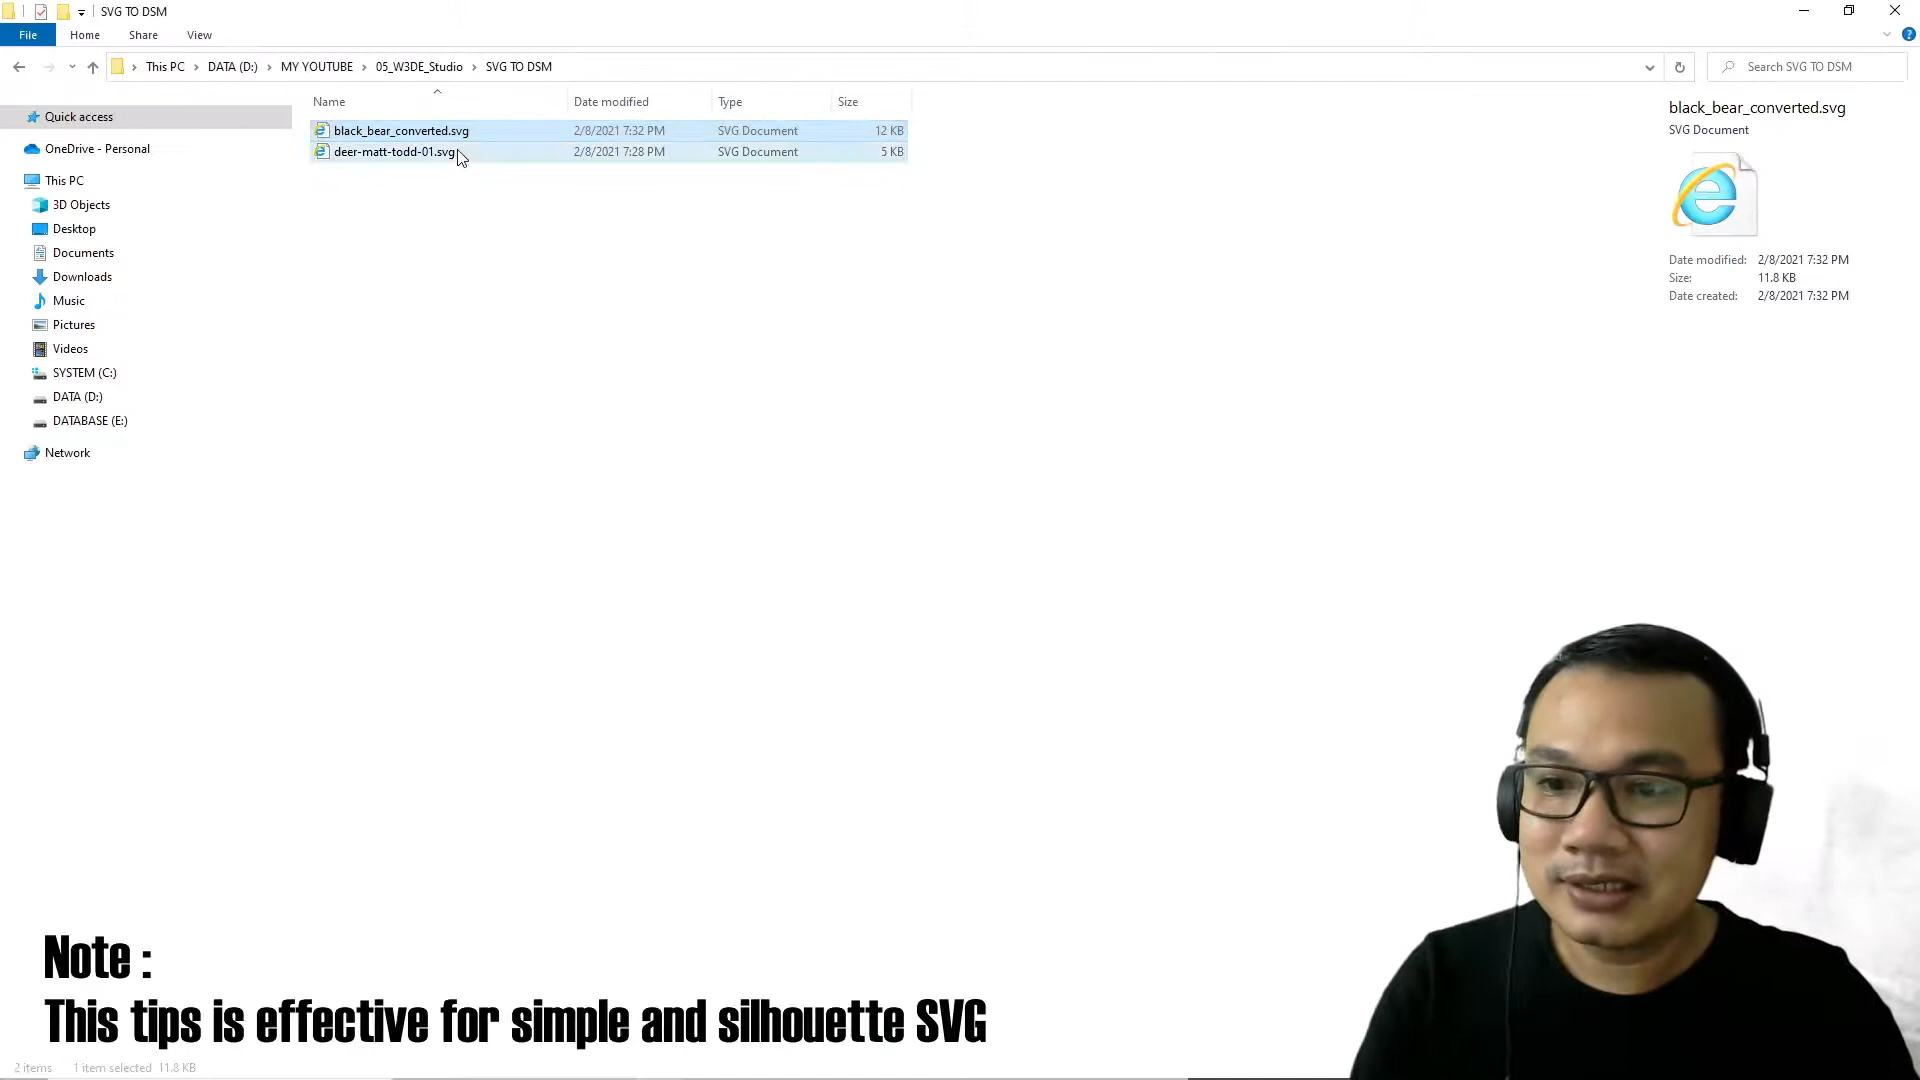 SVG TO DSM
File Home Share View
This PC DATA (D:) MY YOUTUBE 05_W3DE_Studio SVG TO DSM
Search SVG TO DSM
Name Date modified Type Size
black_bear_converted.svg 2/8/2021 7:32 PM SVG Document 12 KB
deer-matt-todd-01.svg 2/8/2021 7:28 PM SVG Document 5 KB
Quick access
OneDrive - Personal
This PC
3D Objects
Desktop
Documents
Downloads
Music
Pictures
Videos
SYSTEM (C:)
DATA (D:)
DATABASE (E:)
Network
black_bear_converted.svg
SVG Document
Date modified: 2/8/2021 7:32 PM
Size: 11.8 KB
Date created: 2/8/2021 7:32 PM
Note :
This tips is effective for simple and silhouette SVG
2 items 1 item selected 11.8 KB